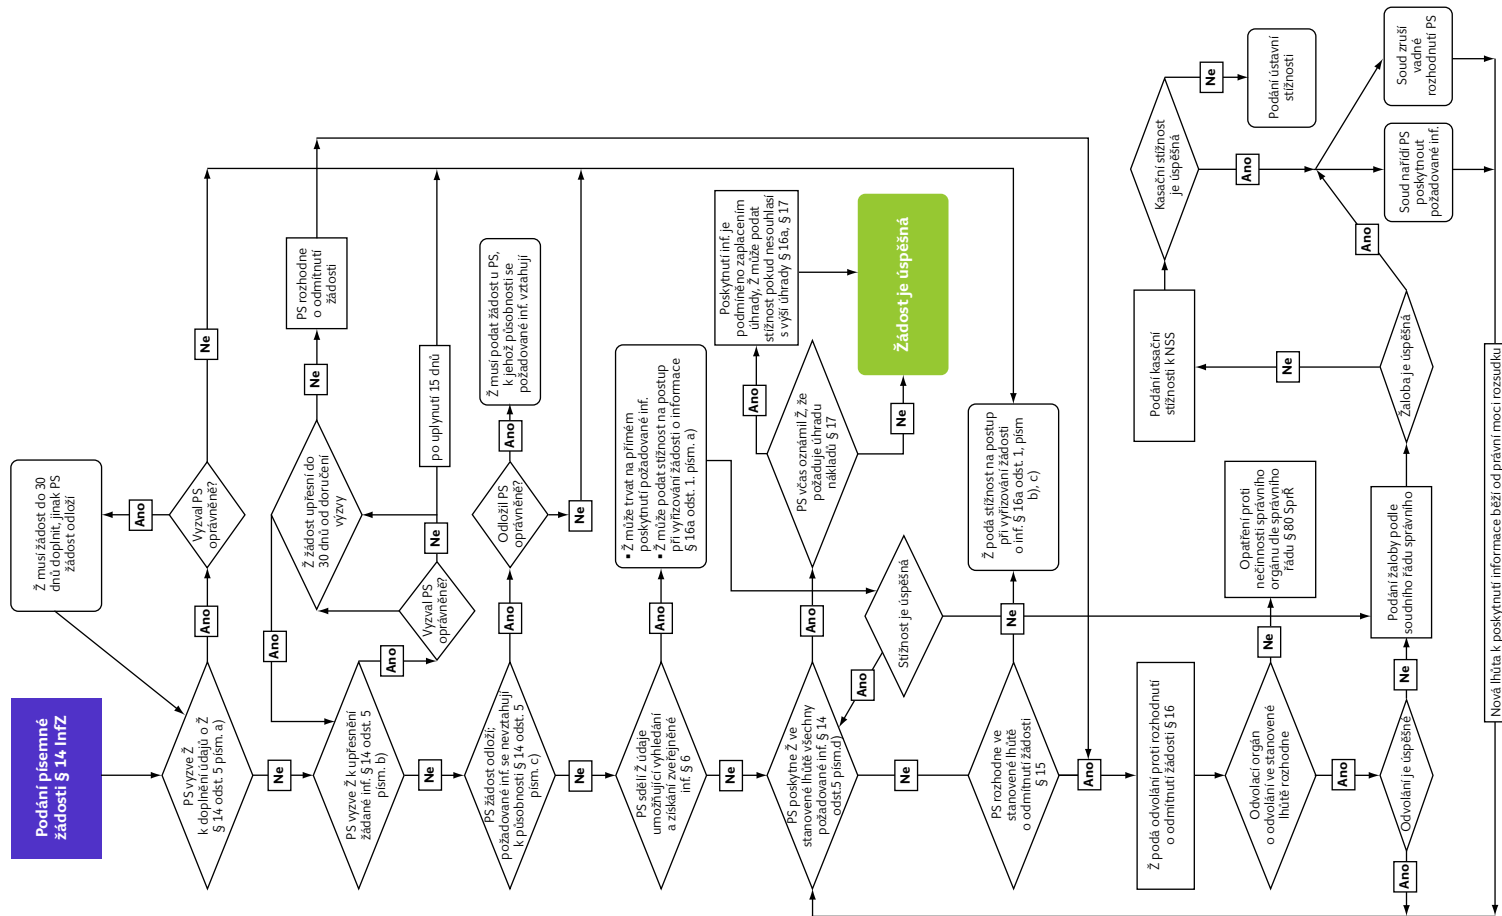 Podání písemné
žádosti § 14 InfZ
PS vyzve Ž
k doplnění údajů o Ž
§ 14 odst. 5 písm. a)
Ano
Vyzval PS
oprávněně?
Ano
Ž musí žádost do 30
dnů doplnit, jinak PS
žádost odloží
Ne
Ne
PS vyzve Ž k upřesnění
žádané inf. § 14 odst. 5
písm. b)
Ano
Vyzval PS
oprávněně?
Ne
po uplynutí 15 dnů
Ano
Ž žádost upřesní do
30 dnů od doručení
výzvy
Ne
PS rozhodne
o odmítnutí
žádosti
Ne
PS žádost odloží;
požadované inf. se nevztahují
k působnosti § 14 odst. 5
písm. c)
Ano
Odložil PS
oprávněně?
Ano
Ž musí podat žádost u PS,
k jehož působnosti se
požadované inf. vztahují
Ne
Ne
PS sdělí Ž údaje
umožňující vyhledání
a získání zveřejněné
inf. § 6
Ano
▪ Ž může trvat na přímém
poskytnutí požadované inf.
▪ Ž může podat stížnost na postup
při vyřizování žádosti o informace
§ 16a odst. 1. písm. a)
Ne
PS poskytne Ž ve
stanovené lhůtě všechny
požadované inf. § 14
odst.5 písm.d)
Ano
PS včas oznámil Ž, že
požaduje úhradu
nákladů § 17
Ano
Poskytnutí inf. je
podmíněno zaplacením
úhrady, Ž může podat
stížnost pokud nesouhlasí
s výší úhrady § 16a, § 17
Ne
Žádost je úspěšná
Ano
Stížnost je úspěšná
Ne
PS rozhodne ve
stanovené lhůtě
o odmítnutí žádosti
§ 15
Ne
Ž podá stížnost na postup
při vyřizování žádosti
o inf. § 16a odst. 1, písm
b), c)
Ano
Ž podá odvolání proti rozhodnutí
o odmítnutí žádosti § 16
Odvolací orgán
o odvolání ve stanovené
lhůtě rozhodne
Ne
Opatření proti
nečinnosti správního
orgánu dle správního
řádu § 80 SprŘ
Ano
Odvolání je úspěšné
Ano
Ne
Podání žaloby podle
soudního řádu správního
Žaloba je úspěšná
Ne
Podání kasační
stížnosti k NSS
Ano
Kasační stížnost
je úspěšná
Ne
Podání ústavní
stížnosti
Ano
Soud nařídí PS
poskytnout
požadované inf.
Soud zruší
vadné
rozhodnutí PS
Nová lhůta k poskytnutí informace běží od právní moci rozsudku